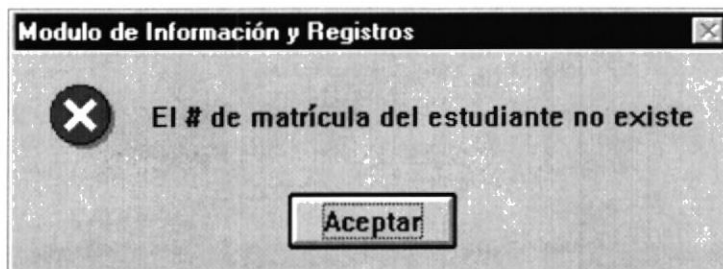 Modulo de Información y Registros
El # de matrícula del estudiante no existe
Aceptar